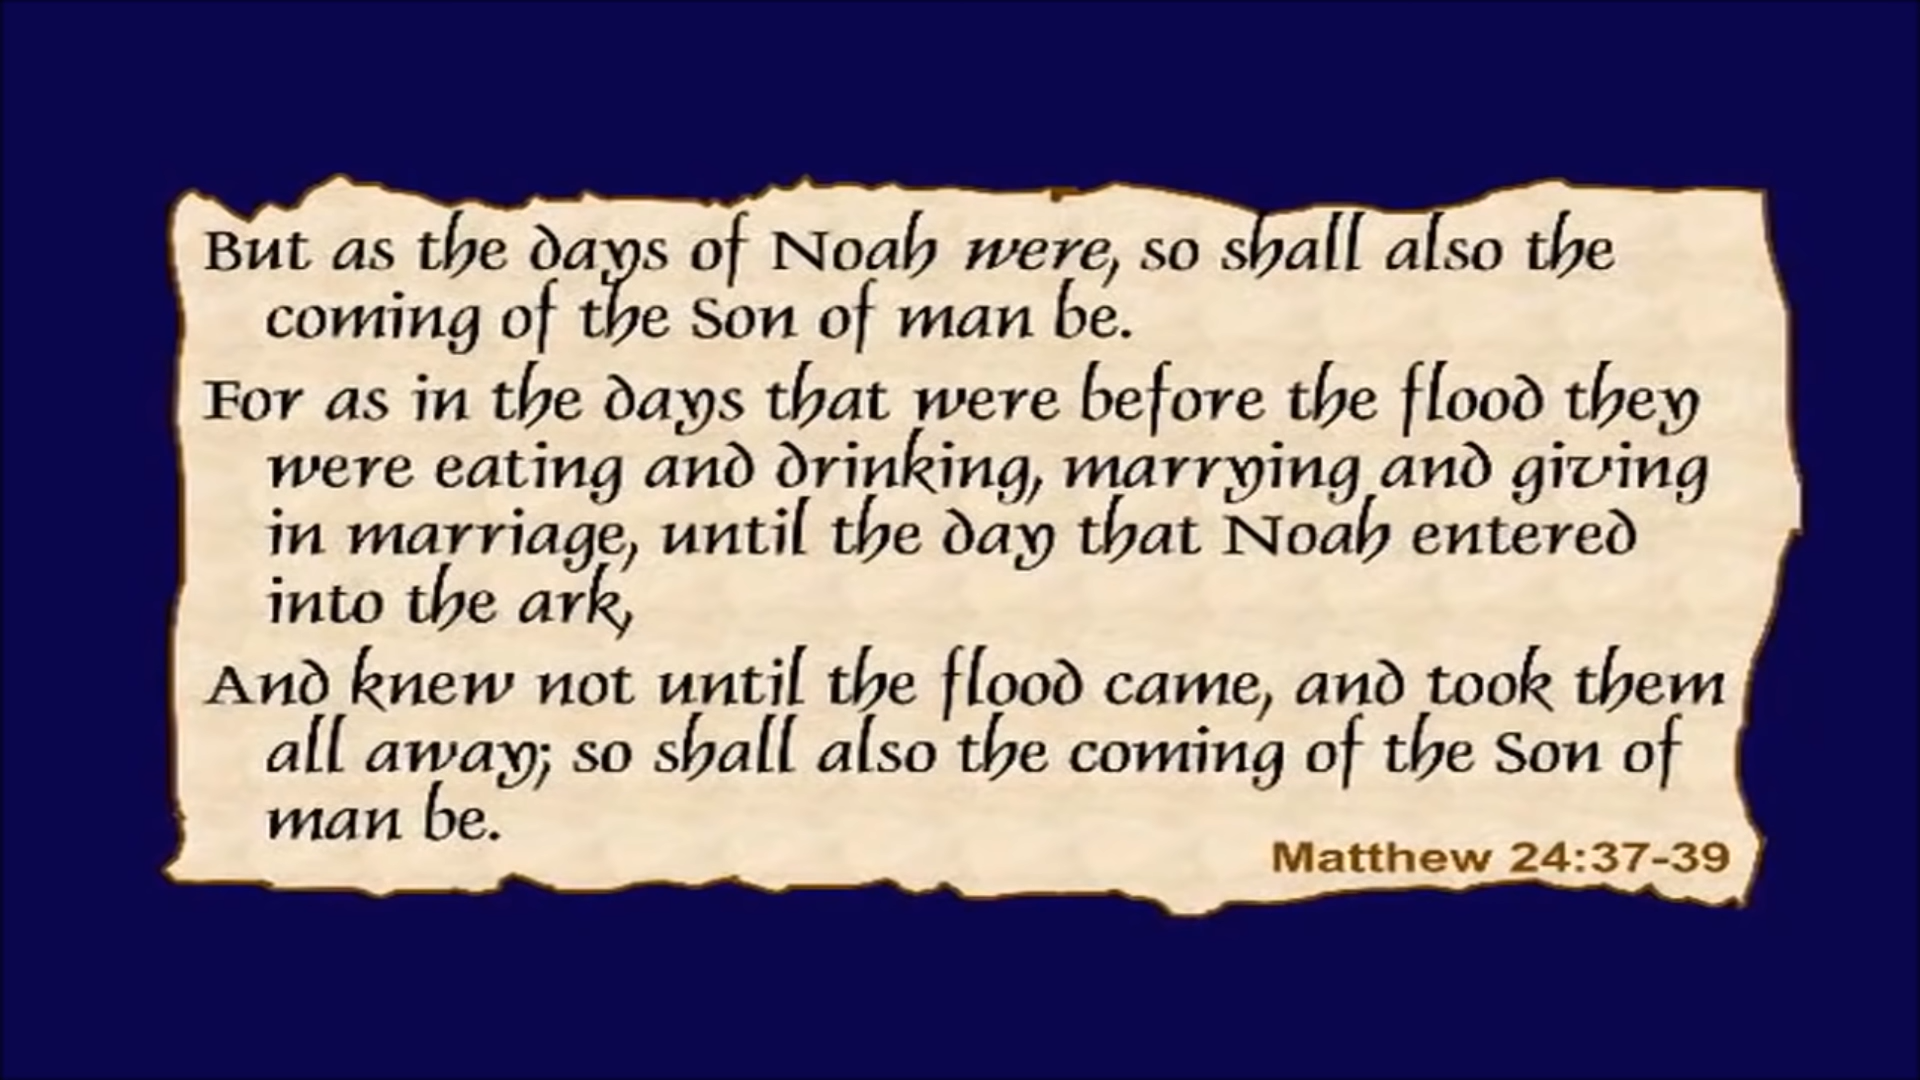 But as the days of Noah were, so shall also the
coming of the Son of man be.
For as in the days that were before the flood they
were eating and drinking, marrying and giving
in marriage, until the day that Noah entered
into the ark,
And knew not until the flood came, and took them
all away; so shall also the coming of the Son of
man be.
Matthew 24:37-39